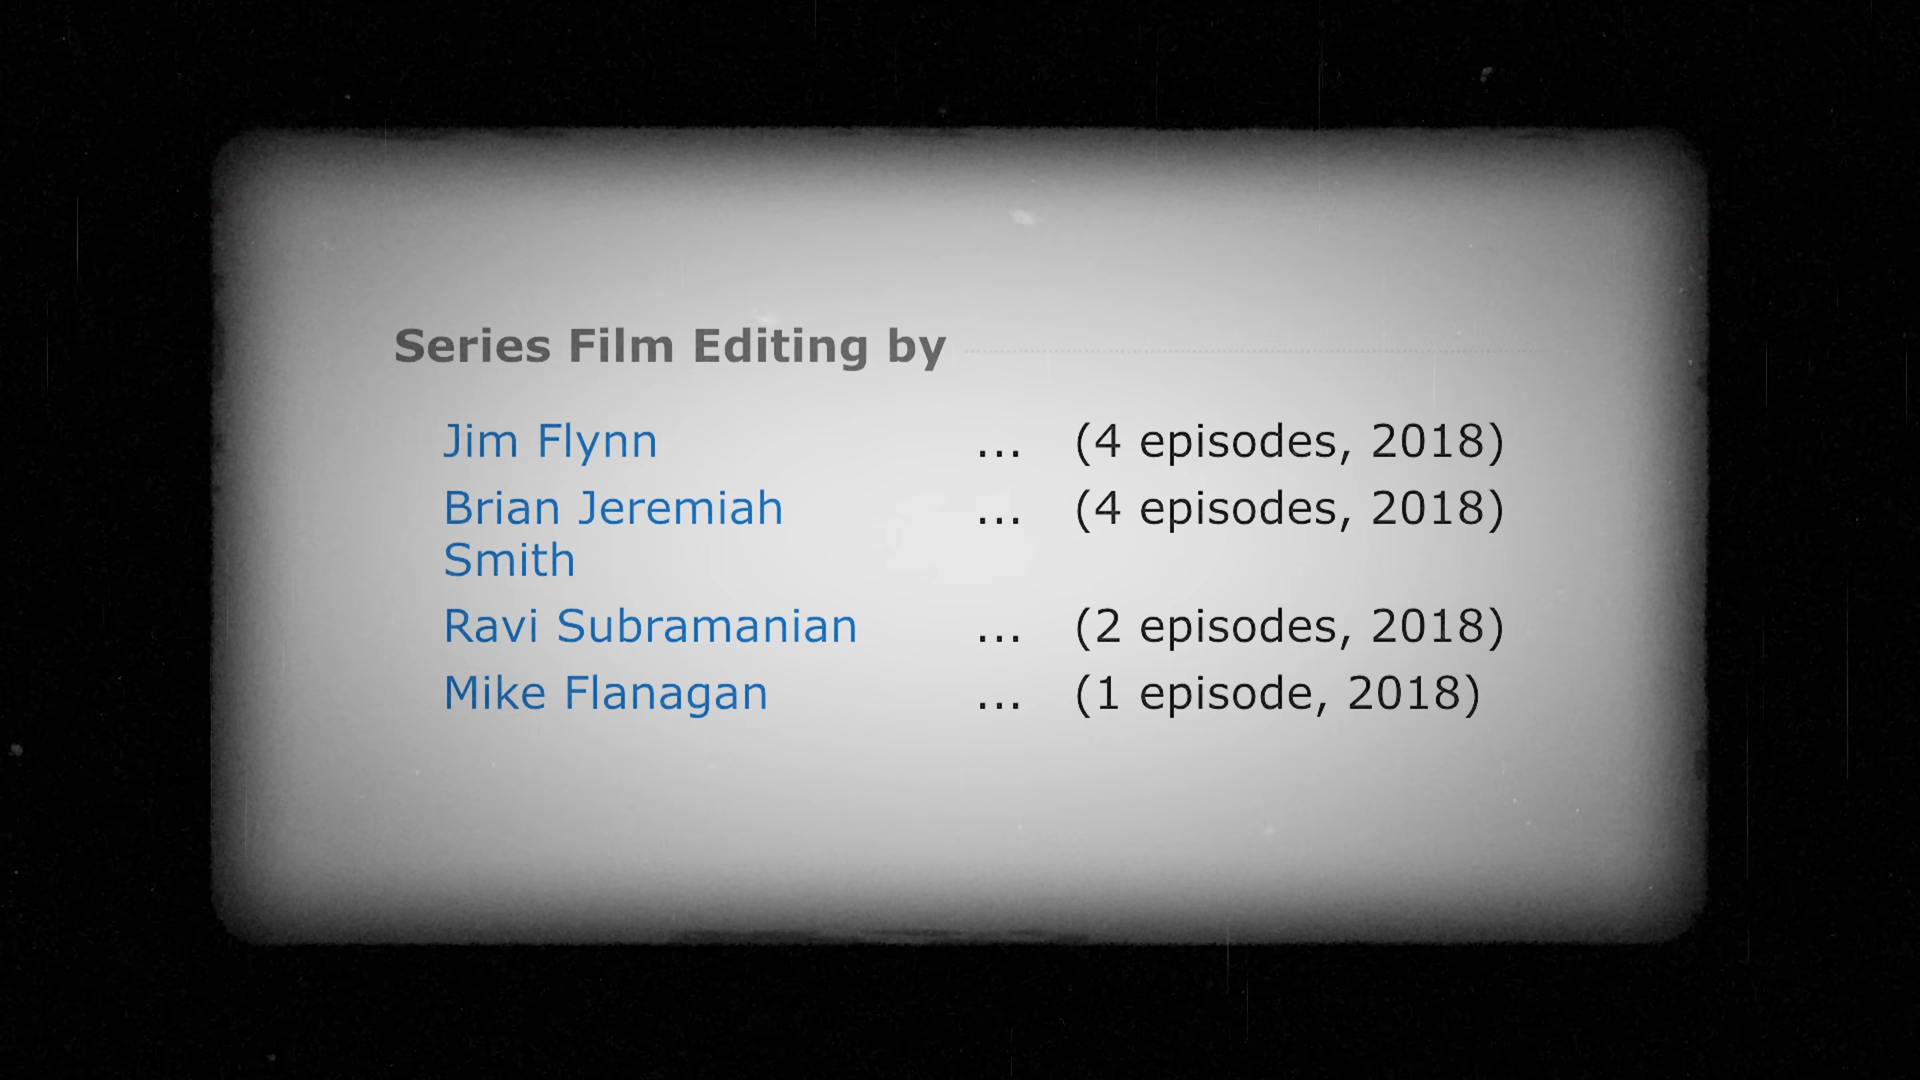 Series Film Editing by
Jim Flynn ... (4 episodes, 2018)
Brian Jeremiah ... (4 episodes, 2018)
Smith
Ravi Subramanian ... (2 episodes, 2018)
Mike Flanagan ... (1 episode, 2018)